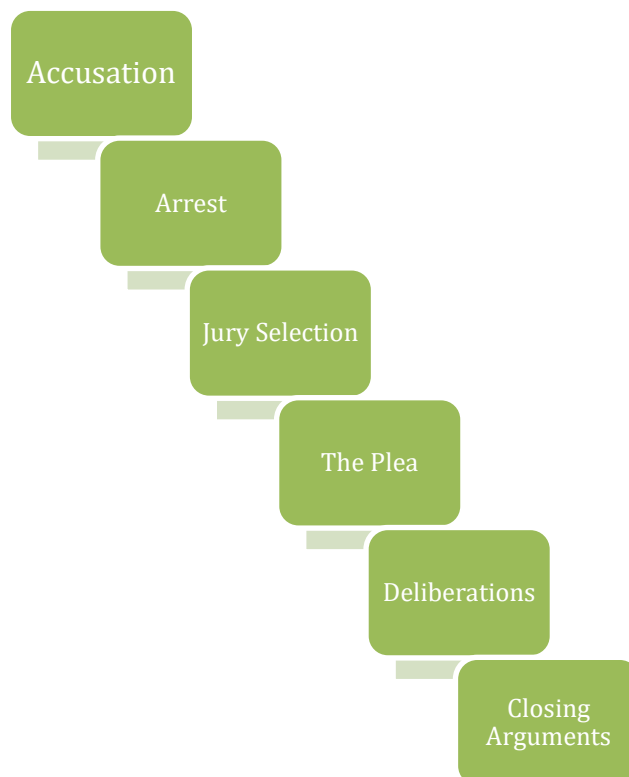 Accusation
Arrest
Jury Selection
The Plea
Deliberations
Closing
Arguments